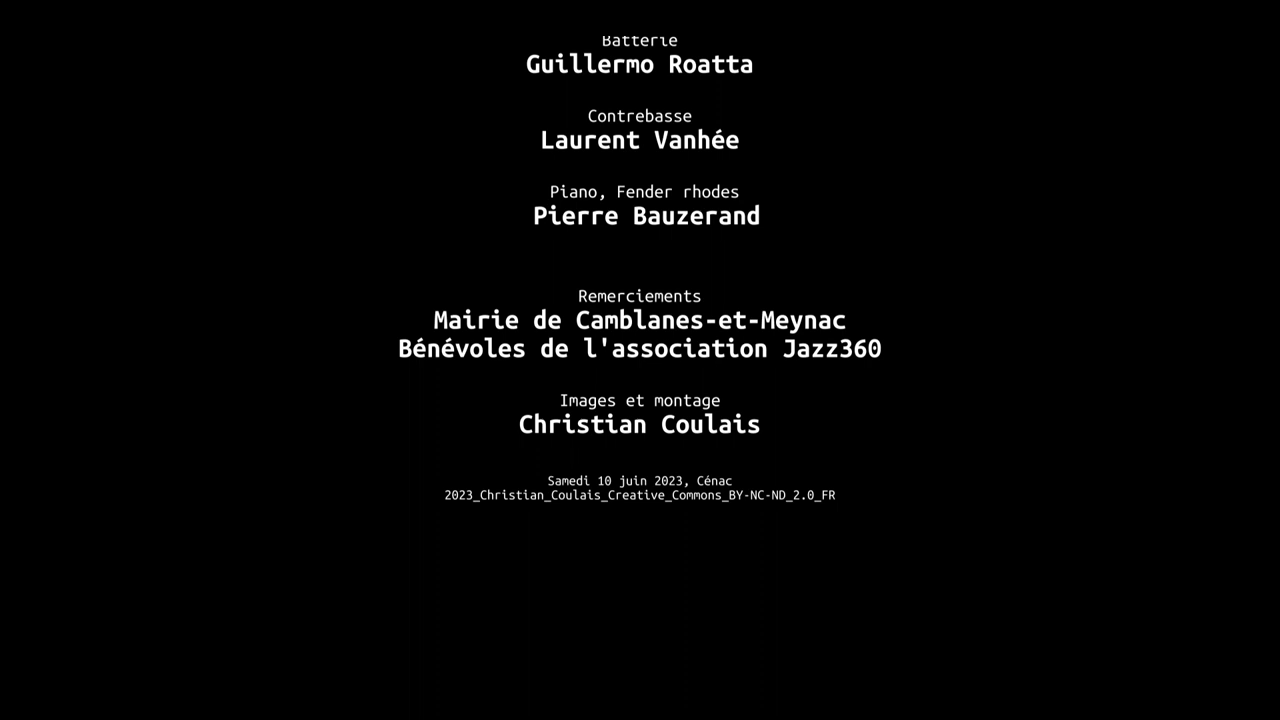 Batterie
Guillermo Roatta
Contrebasse
Laurent Vanhée
Piano, Fender rhodes
Pierre Bauzerand
Remerciements
Mairie de Camblanes-et-Meynac
Bénévoles de l'association Jazz360
Images et montage
Christian Coulais
Samedi 10 juin 2023, Cénac
2023_Christian_Coulais_Creative_Commons_BY-NC-ND_2.0_FR